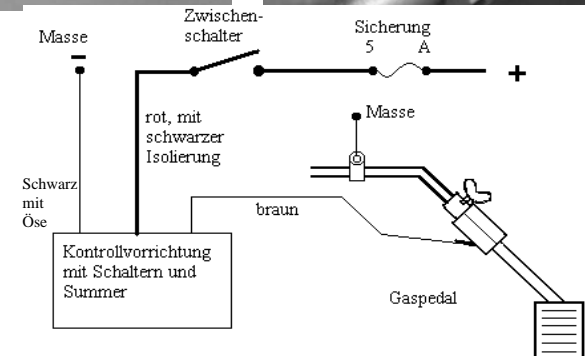 Zwischen-
schalter
Masse
–
Sicherung
5 A
+
rot, mit
schwarzer
Isolierung
Masse
Schwarz
mit
Öse
braun
Kontrollvorrichtung
mit Schaltern und
Summer
Gaspedal